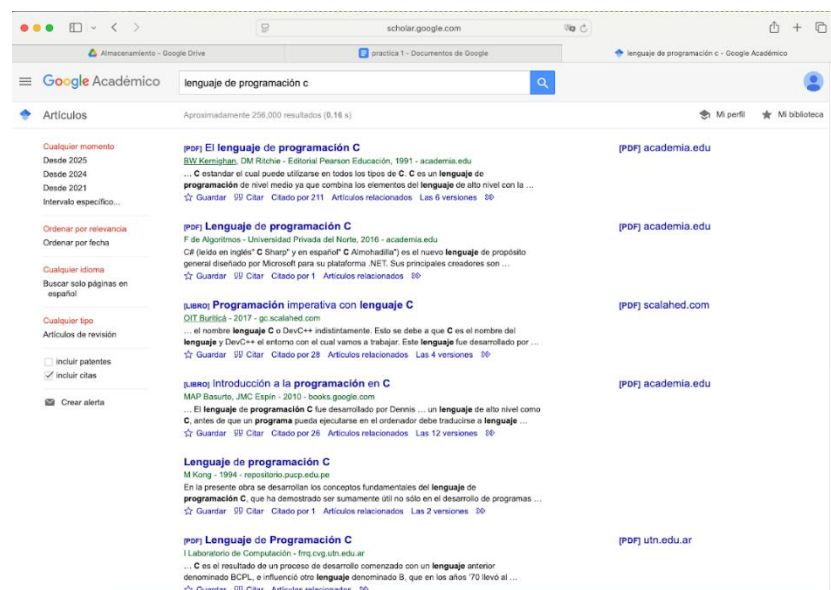 scholar.google.com
Almacenamiento - Google Drive
practica 1 - Documentos de Google
lenguaje de programación c - Google Académico
Google Académico
lenguaje de programación c
Artículos
Aproximadamente 256,000 resultados (0.16 s)
Mi perfil
Mi biblioteca
Cualquier momento
Desde 2025
Desde 2024
Desde 2021
Intervalo específico...
Ordenar por relevancia
Ordenar por fecha
Cualquier idioma
Buscar solo páginas en
español
Cualquier tipo
Artículos de revisión
incluir patentes
incluir citas
Crear alerta
[PDF] El lenguaje de programación C
BW Kernighan, DM Ritchie - Editorial Pearson Educación, 1991 - academia.edu
... C estandar el cual puede utilizarse en todos los tipos de C. C es un lenguaje de
programación de nivel medio ya que combina los elementos del lenguaje de alto nivel con la ...
Guardar Citar Citado por 211 Artículos relacionados Las 6 versiones
[PDF] academia.edu
[PDF] Lenguaje de programación C
F de Algoritmos - Universidad Privada del Norte, 2016 - academia.edu
C# (leído en inglés" C Sharp" y en español" C Almohadilla") es el nuevo lenguaje de propósito
general diseñado por Microsoft para su plataforma .NET. Sus principales creadores son ...
Guardar Citar Citado por 1 Artículos relacionados
[PDF] academia.edu
[LIBRO] Programación imperativa con lenguaje C
OIT Buriticá - 2017 - gc.scalahed.com
... el nombre lenguaje C o DevC++ indistintamente. Esto se debe a que C es el nombre del
lenguaje y DevC++ el entorno con el cual vamos a trabajar. Este lenguaje fue desarrollado por ...
Guardar Citar Citado por 28 Artículos relacionados Las 4 versiones
[PDF] scalahed.com
[LIBRO] Introducción a la programación en C
MAP Basurto, JMC Espin - 2010 - books.google.com
... El lenguaje de programación C fue desarrollado por Dennis ... un lenguaje de alto nivel como
C, antes de que un programa pueda ejecutarse en el ordenador debe traducirse a lenguaje ...
Guardar Citar Citado por 26 Artículos relacionados Las 12 versiones
[PDF] academia.edu
Lenguaje de programación C
M Kong - 1994 - repositorio.pucp.edu.pe
En la presente obra se desarrollan los conceptos fundamentales del lenguaje de
programación C, que ha demostrado ser sumamente útil no sólo en el desarrollo de programas ...
Guardar Citar Citado por 1 Artículos relacionados Las 2 versiones
[PDF] Lenguaje de Programación C
I Laboratorio de Computación - frrq.cvg.utn.edu.ar
... C es el resultado de un proceso de desarrollo comenzado con un lenguaje anterior
denominado BCPL, e influenció otro lenguaje denominado B, que en los años '70 llevó al ...
Guardar Citar Artículos relacionados
[PDF] utn.edu.ar